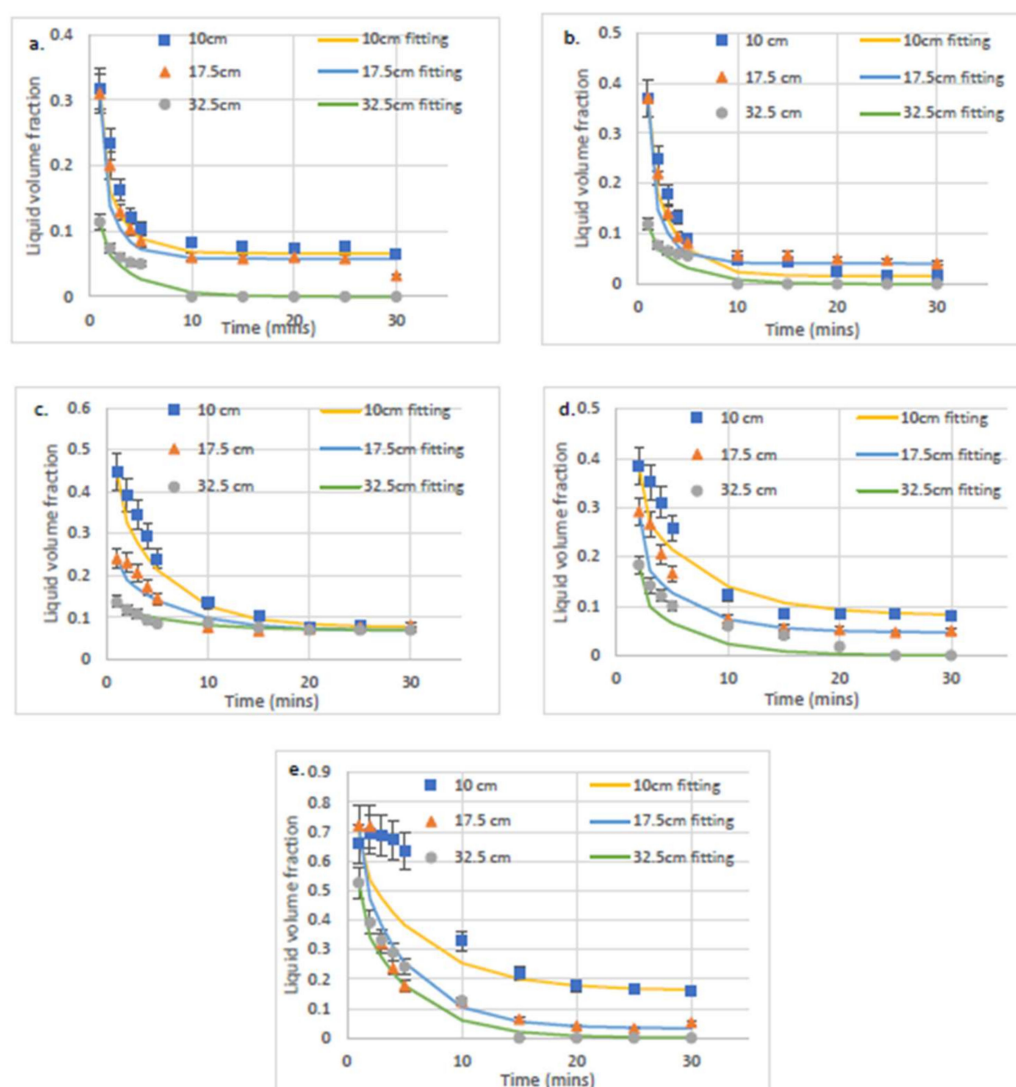 a.
0.4
0.3
0.2
0.1
0
Liquid volume fraction
10cm
10cm fitting
17.5cm
17.5cm fitting
32.5cm
32.5cm fitting
0
10
20
30
Time (mins)
b.
0.5
0.4
0.3
0.2
0.1
0
Liquid volume fraction
10 cm
10cm fitting
17.5 cm
17.5cm fitting
32.5 cm
32.5cm fitting
0
10
20
30
Time (mins)
c.
0.6
0.5
0.4
0.3
0.2
0.1
0
Liquid volume fraction
10 cm
10cm fitting
17.5 cm
17.5cm fitting
32.5 cm
32.5cm fitting
0
10
20
30
Time (mins)
d.
0.5
0.4
0.3
0.2
0.1
0
Liquid volume fraction
10 cm
10cm fitting
17.5 cm
17.5cm fitting
32.5 cm
32.5cm fitting
0
10
20
30
Time (mins)
e.
0.9
0.8
0.7
0.6
0.5
0.4
0.3
0.2
0.1
0
Liquid volume fraction
10 cm
10cm fitting
17.5 cm
17.5cm fitting
32.5 cm
32.5cm fitting
0
10
20
30
Time (mins)